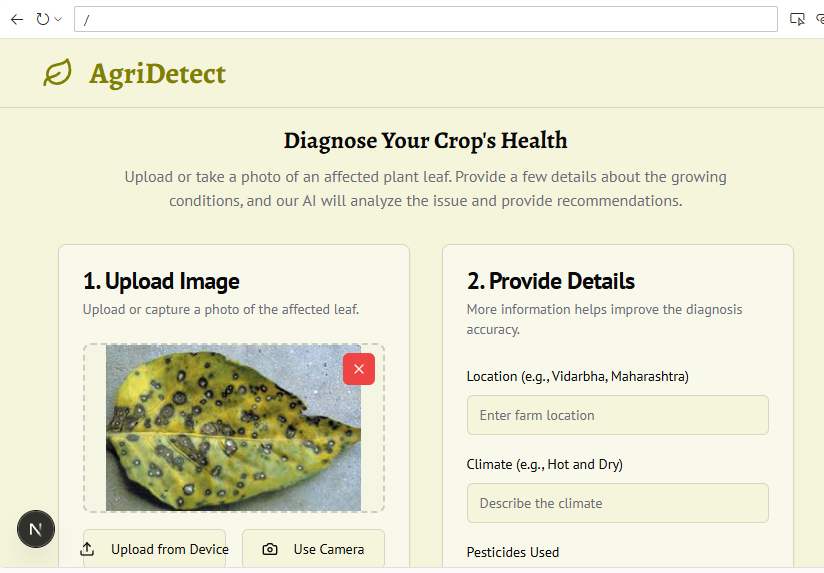 /
AgriDetect
Diagnose Your Crop's Health
Upload or take a photo of an affected plant leaf. Provide a few details about the growing
conditions, and our AI will analyze the issue and provide recommendations.
1. Upload Image
Upload or capture a photo of the affected leaf.
Upload from Device
Use Camera
2. Provide Details
More information helps improve the diagnosis
accuracy.
Location (e.g., Vidarbha, Maharashtra)
Enter farm location
Climate (e.g., Hot and Dry)
Describe the climate
Pesticides Used
N